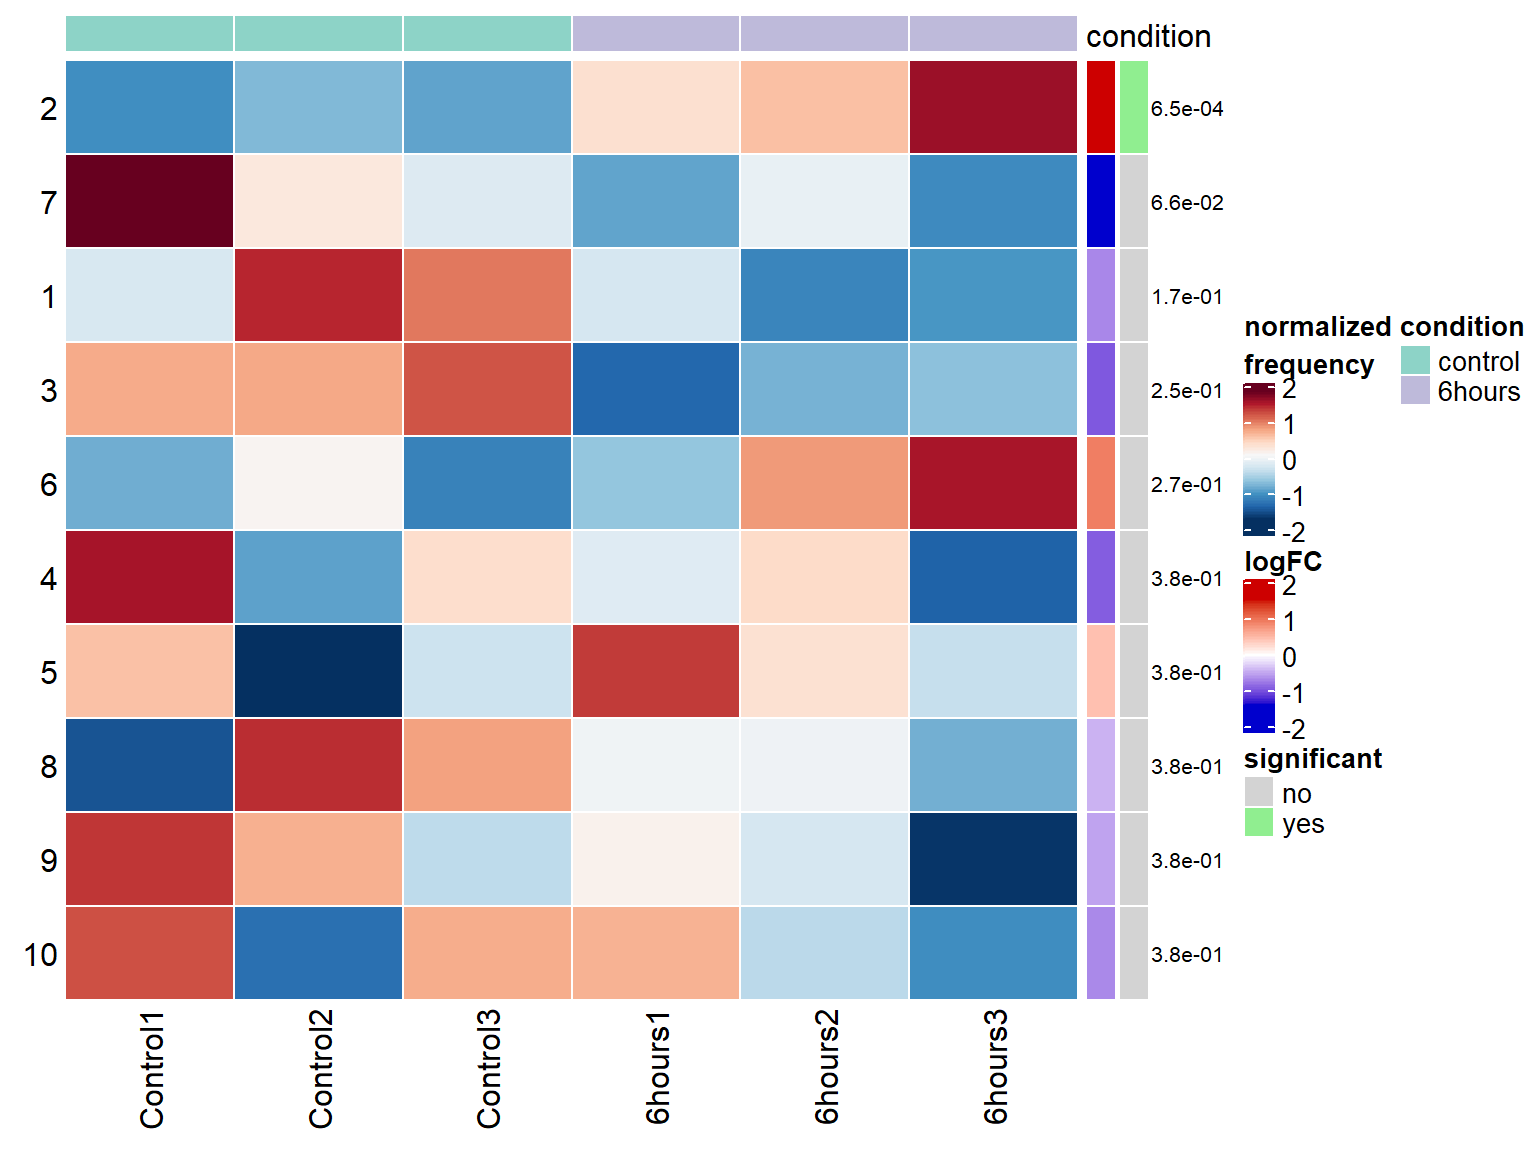 condition
2 6.5e-04
7 6.6e-02
1 1.7e-01
3 2.5e-01
6 2.7e-01
4 3.8e-01
5 3.8e-01
8 3.8e-01
9 3.8e-01
10 3.8e-01
Control1 Control2 Control3 6hours1 6hours2 6hours3
normalized
frequency
2
1
0
-1
-2
condition
control
6hours
logFC
2
1
0
-1
-2
significant
no
yes